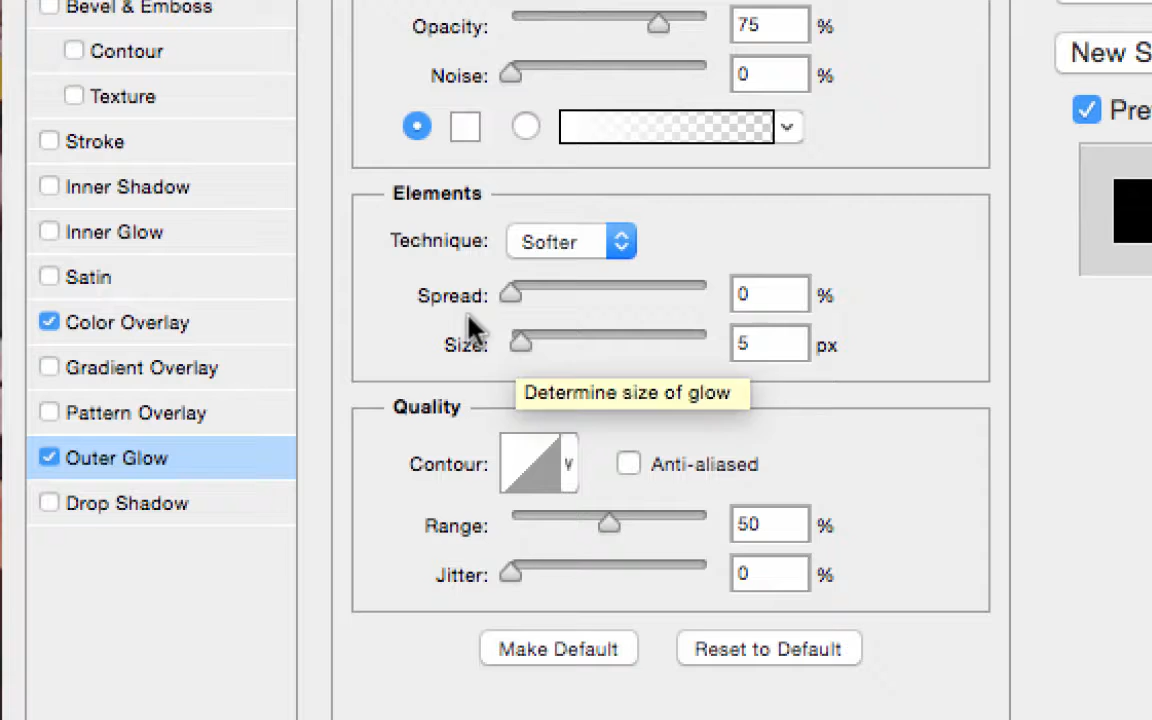 Bevel & Emboss
Contour
Texture
Stroke
Inner Shadow
Inner Glow
Satin
Color Overlay
Gradient Overlay
Pattern Overlay
Outer Glow
Drop Shadow
Opacity: 75 %
Noise: 0 %
Elements
Technique: Softer
Spread: 0 %
Size: 5 px
Determine size of glow
Quality
Contour: Anti-aliased
Range: 50 %
Jitter: 0 %
Make Default Reset to Default
New S
Pre